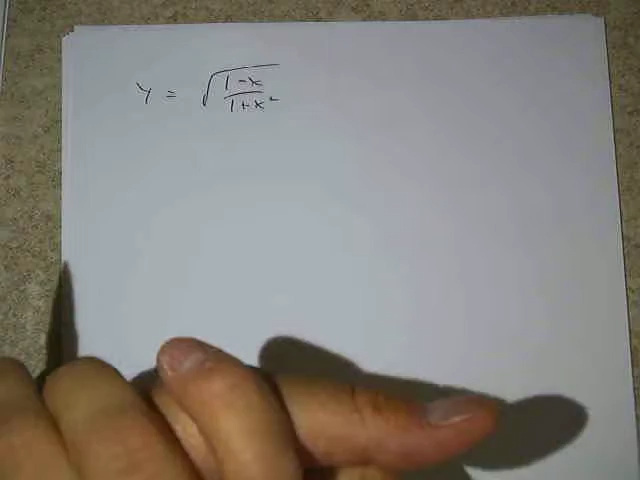 y = √((1-x)/(1+x²))